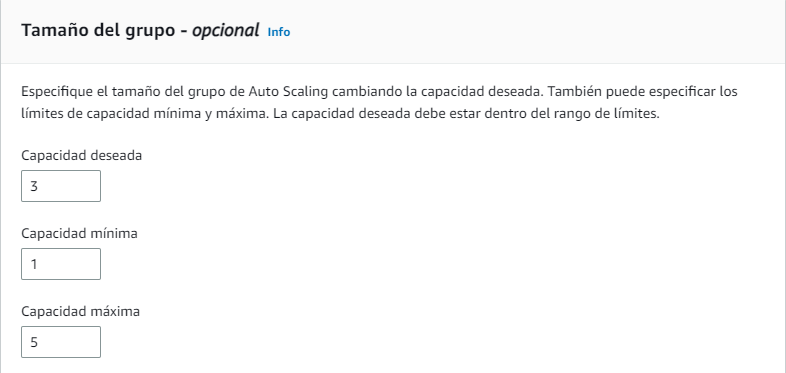 Tamaño del grupo - opcional Info
Especifique el tamaño del grupo de Auto Scaling cambiando la capacidad deseada. También puede especificar los
límites de capacidad mínima y máxima. La capacidad deseada debe estar dentro del rango de límites.
Capacidad deseada
3
Capacidad mínima
1
Capacidad máxima
5